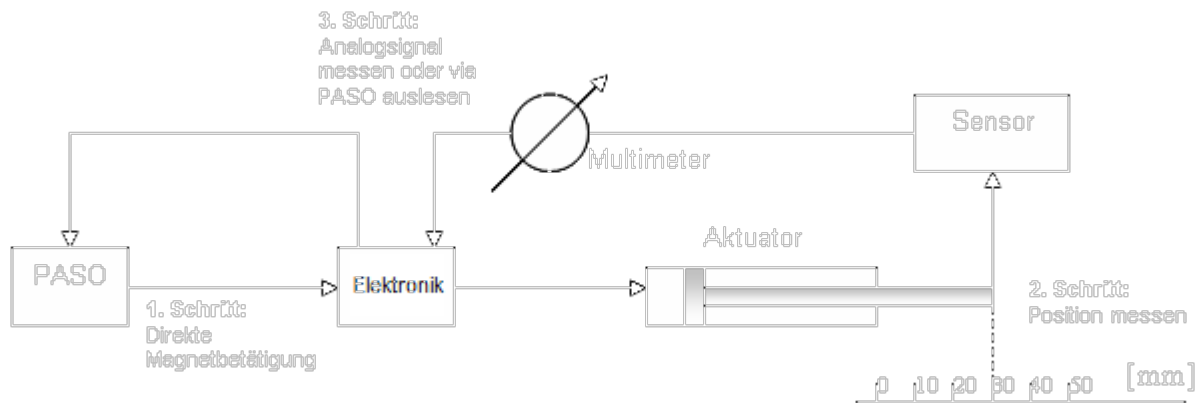 3. Schritt:
Analogsignal
messen oder via
PASO auslesen
Sensor
Multimeter
Aktuator
PASO
Elektronik
1. Schritt:
Direkte
Magnetbetätigung
2. Schritt:
Position messen
0 10 20 30 40 50 [mm]